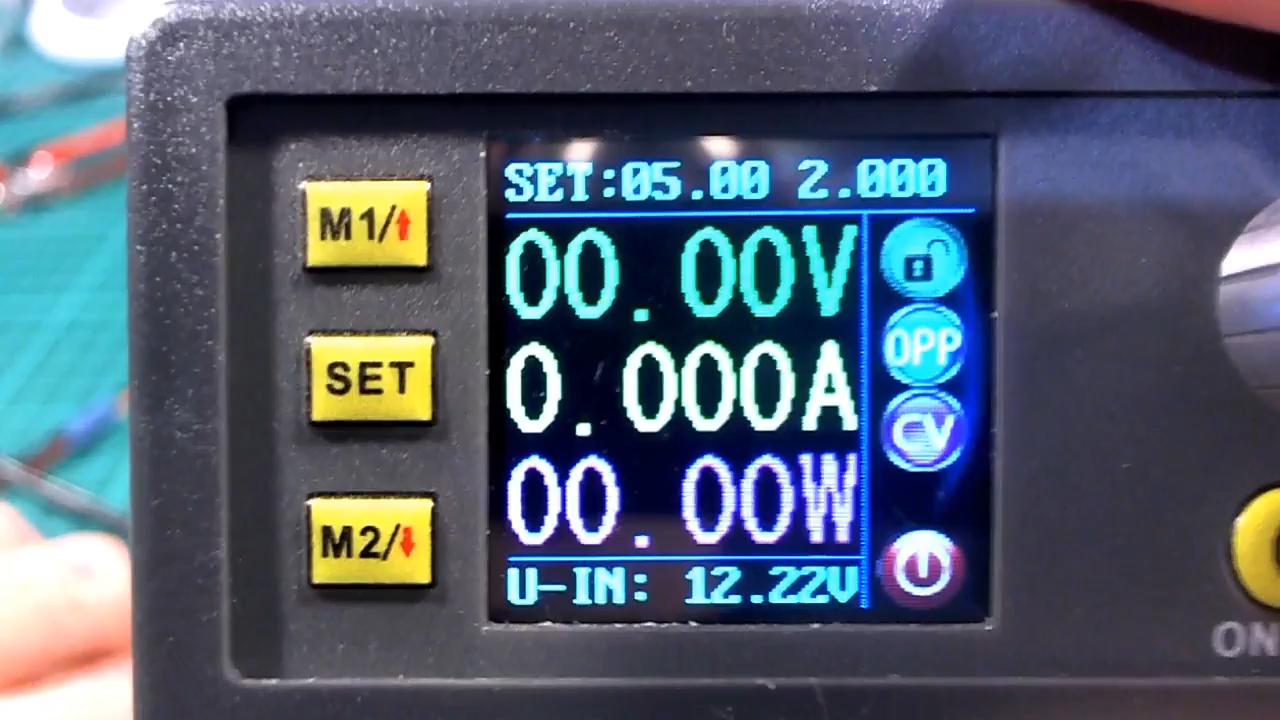 SET:05.00 2.000
M1/↑
00.00V
OPP
0.000A
SET
CV
00.00W
M2/↓
U-IN: 12.22V
ON